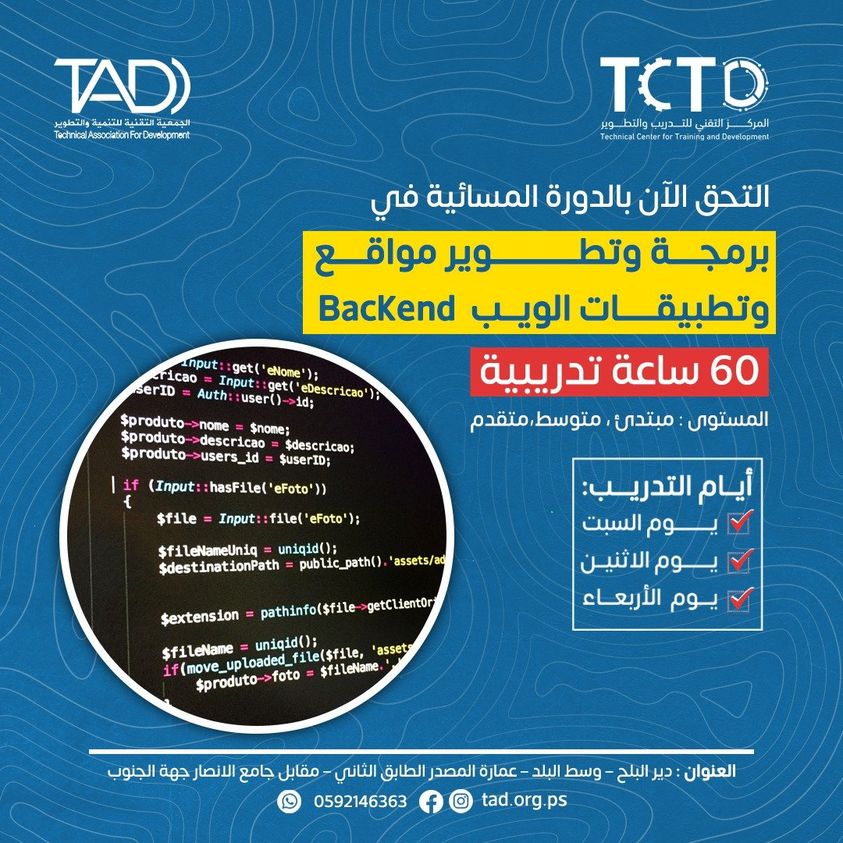 TAD
الجمعية التقنية للتنمية والتطوير
Technical Association For Development
TCTD
المركز التقني للتدريب والتطوير
Technical Center for Training and Development
التحق الآن بالدورة المسائية في
برمجة وتطوير مواقع
وتطبيقات الويب BacKend
60 ساعة تدريبية
المستوى : مبتدئ ، متوسط،متقدم
أيام التدريب:
يوم السبت
يوم الاثنين
يوم الأربعاء
Input::get('eNome');
= Input::get('eDescricao');
userID = Auth::user()->id;
$produto->nome = $nome;
$produto->descricao = $descricao;
$produto->users_id = $userID;
if (Input::hasFile('eFoto'))
{
$file = Input::file('eFoto');
$fileNameUniq = uniqid();
$destinationPath = public_path().'assets/ad
$extension = pathinfo($file->getClientOri
$fileName = uniqid();
if(move_uploaded_file($file, 'assets
$produto->foto = $fileName.'.
العنوان : دير البلح – وسط البلد – عمارة المصدر الطابق الثاني – مقابل جامع الانصار جهة الجنوب
0592146363 tad.org.ps